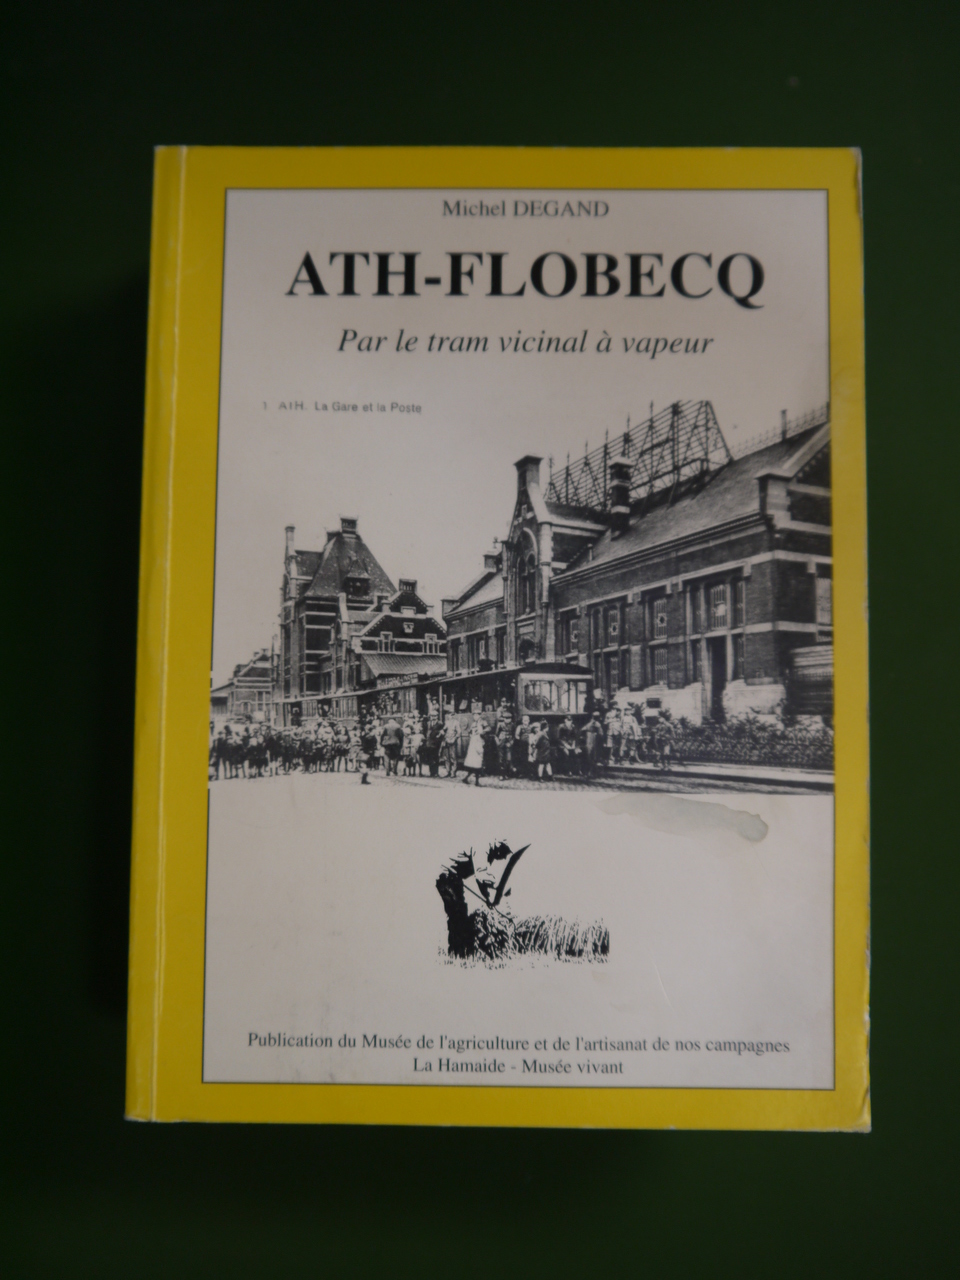 Michel DEGAND
ATH-FLOBECQ
Par le tram vicinal à vapeur
1 ATH. La Gare et la Poste
Publication du Musée de l'agriculture et de l'artisanat de nos campagnes
La Hamaide - Musée vivant